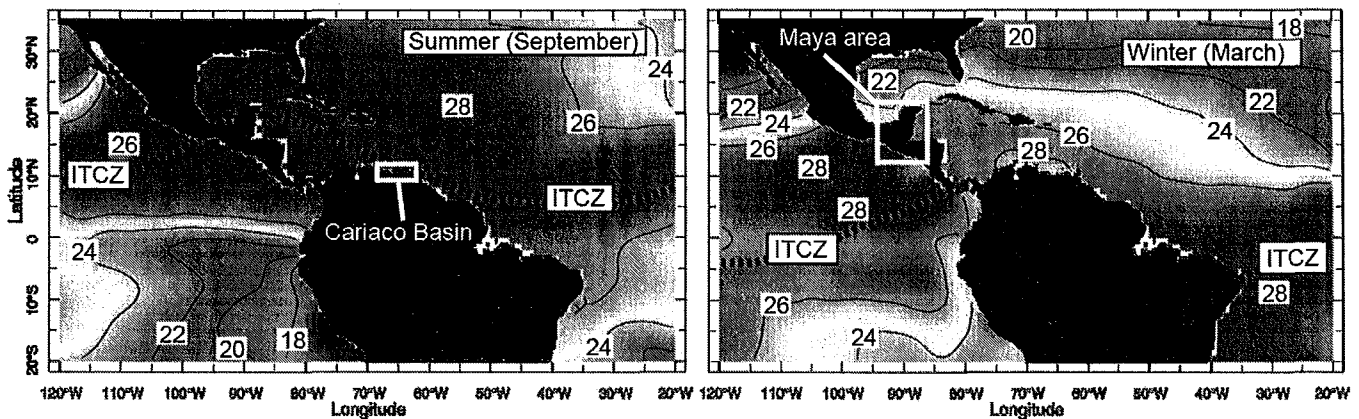 Summer (September)
24
28
26
26
ITCZ
ITCZ
Cariaco Basin
24
22
20
18
24
30°N
20°N
10°N
0
10°S
20°S
Latitude
120°W 110°W 100°W 90°W 80°W 70°W 60°W 50°W 40°W 30°W 20°W
Longitude
Maya area
20
18
Winter (March)
22
22
22
24
24
26
26
28
28
28
ITCZ
ITCZ
28
26
24
120°W 110°W 100°W 90°W 80°W 70°W 60°W 50°W 40°W 30°W 20°W
Longitude